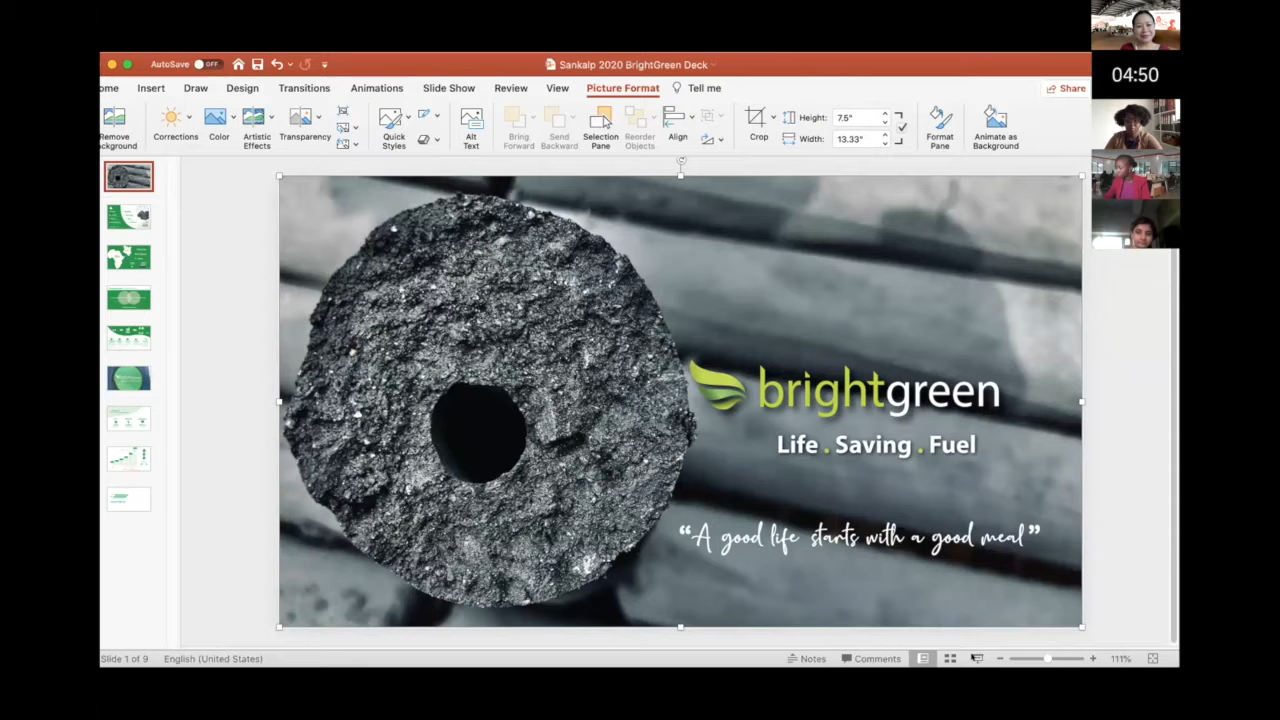 04:50
AutoSave OFF
Sankalp 2020 BrightGreen Deck
ome Insert Draw Design Transitions Animations Slide Show Review View Picture Format Tell me
Share
Remove
ackground
Corrections
Color
Artistic
Effects
Transparency
Quick
Styles
Alt
Text
Bring
Forward
Send
Backward
Selection
Pane
Reorder
Objects
Align
Crop
Height: 7.5"
Width: 13.33"
Format
Pane
Animate as
Background
brightgreen
Life . Saving . Fuel
“A good life starts with a good meal”
Slide 1 of 9 English (United States)
Notes Comments 111%